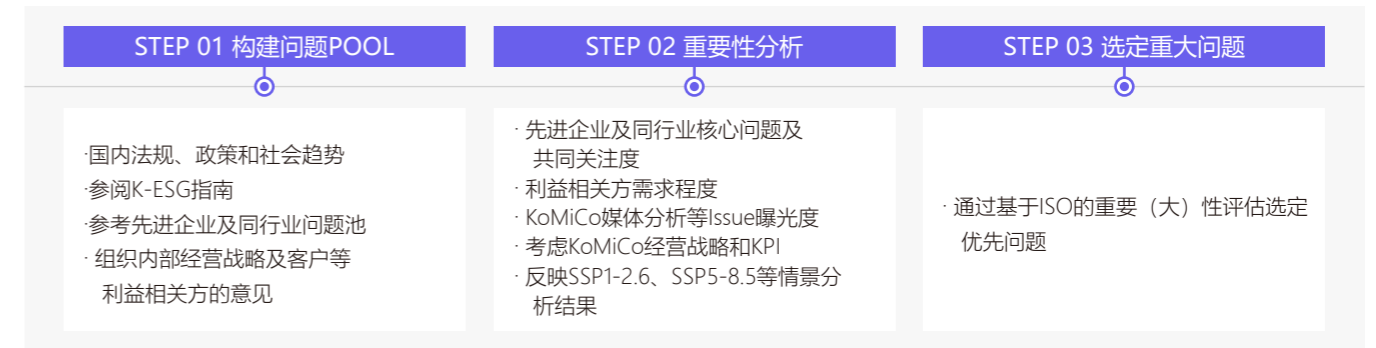 STEP 01 构建问题POOL
·国内法规、政策和社会趋势
·参阅K-ESG指南
·参考先进企业及同行业问题池
· 组织内部经营战略及客户等
利益相关方的意见
STEP 02 重要性分析
· 先进企业及同行业核心问题及
共同关注度
· 利益相关方需求程度
· KoMiCo媒体分析等Issue曝光度
· 考虑KoMiCo经营战略和KPI
· 反映SSP1-2.6、SSP5-8.5等情景分
析结果
STEP 03 选定重大问题
· 通过基于ISO的重要（大）性评估选定
优先问题